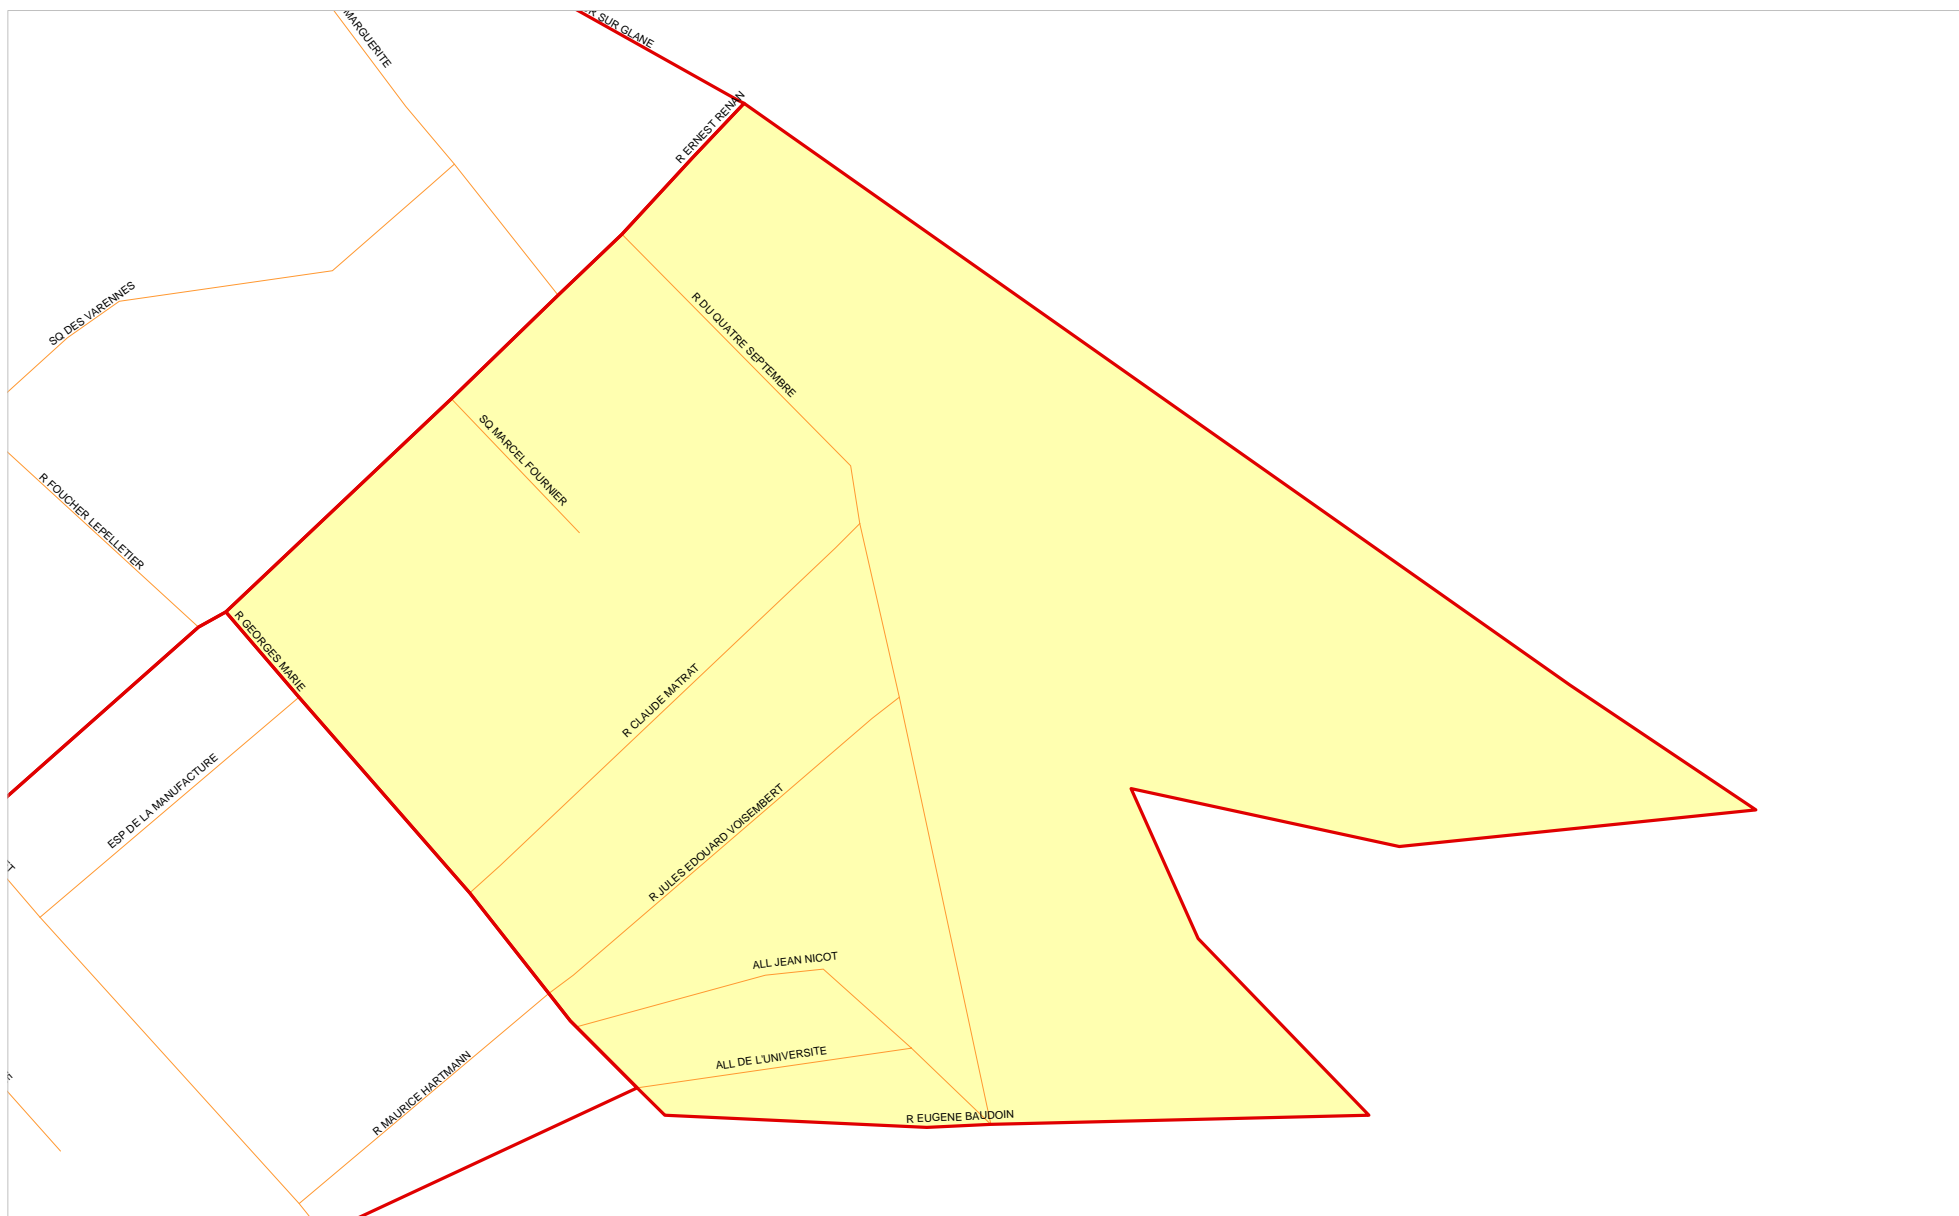 MARGUERITE
SUR GLANE
R ERNEST RENAN
SQ DES VARENNES
R DU QUATRE SEPTEMBRE
SQ MARCEL FOURNIER
R FOUCHER LEPELLETIER
R GEORGES MARIE
R CLAUDE MATRAT
ESP DE LA MANUFACTURE
R JULES EDOUARD VOISEMBERT
ALL JEAN NICOT
ALL DE L'UNIVERSITE
R MAURICE HARTMANN
R EUGENE BAUDOIN